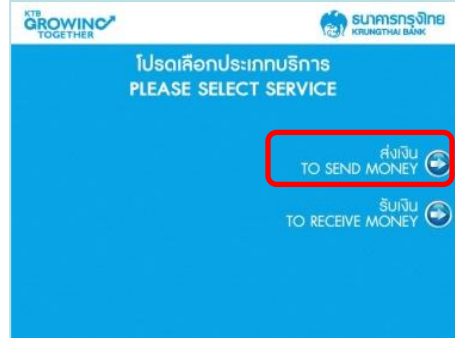 KTB
GROWING
TOGETHER
ธนาคารกรุงไทย
KRUNGTHAI BANK
โปรดเลือกประเภทบริการ
PLEASE SELECT SERVICE
ส่งเงิน
TO SEND MONEY
รับเงิน
TO RECEIVE MONEY